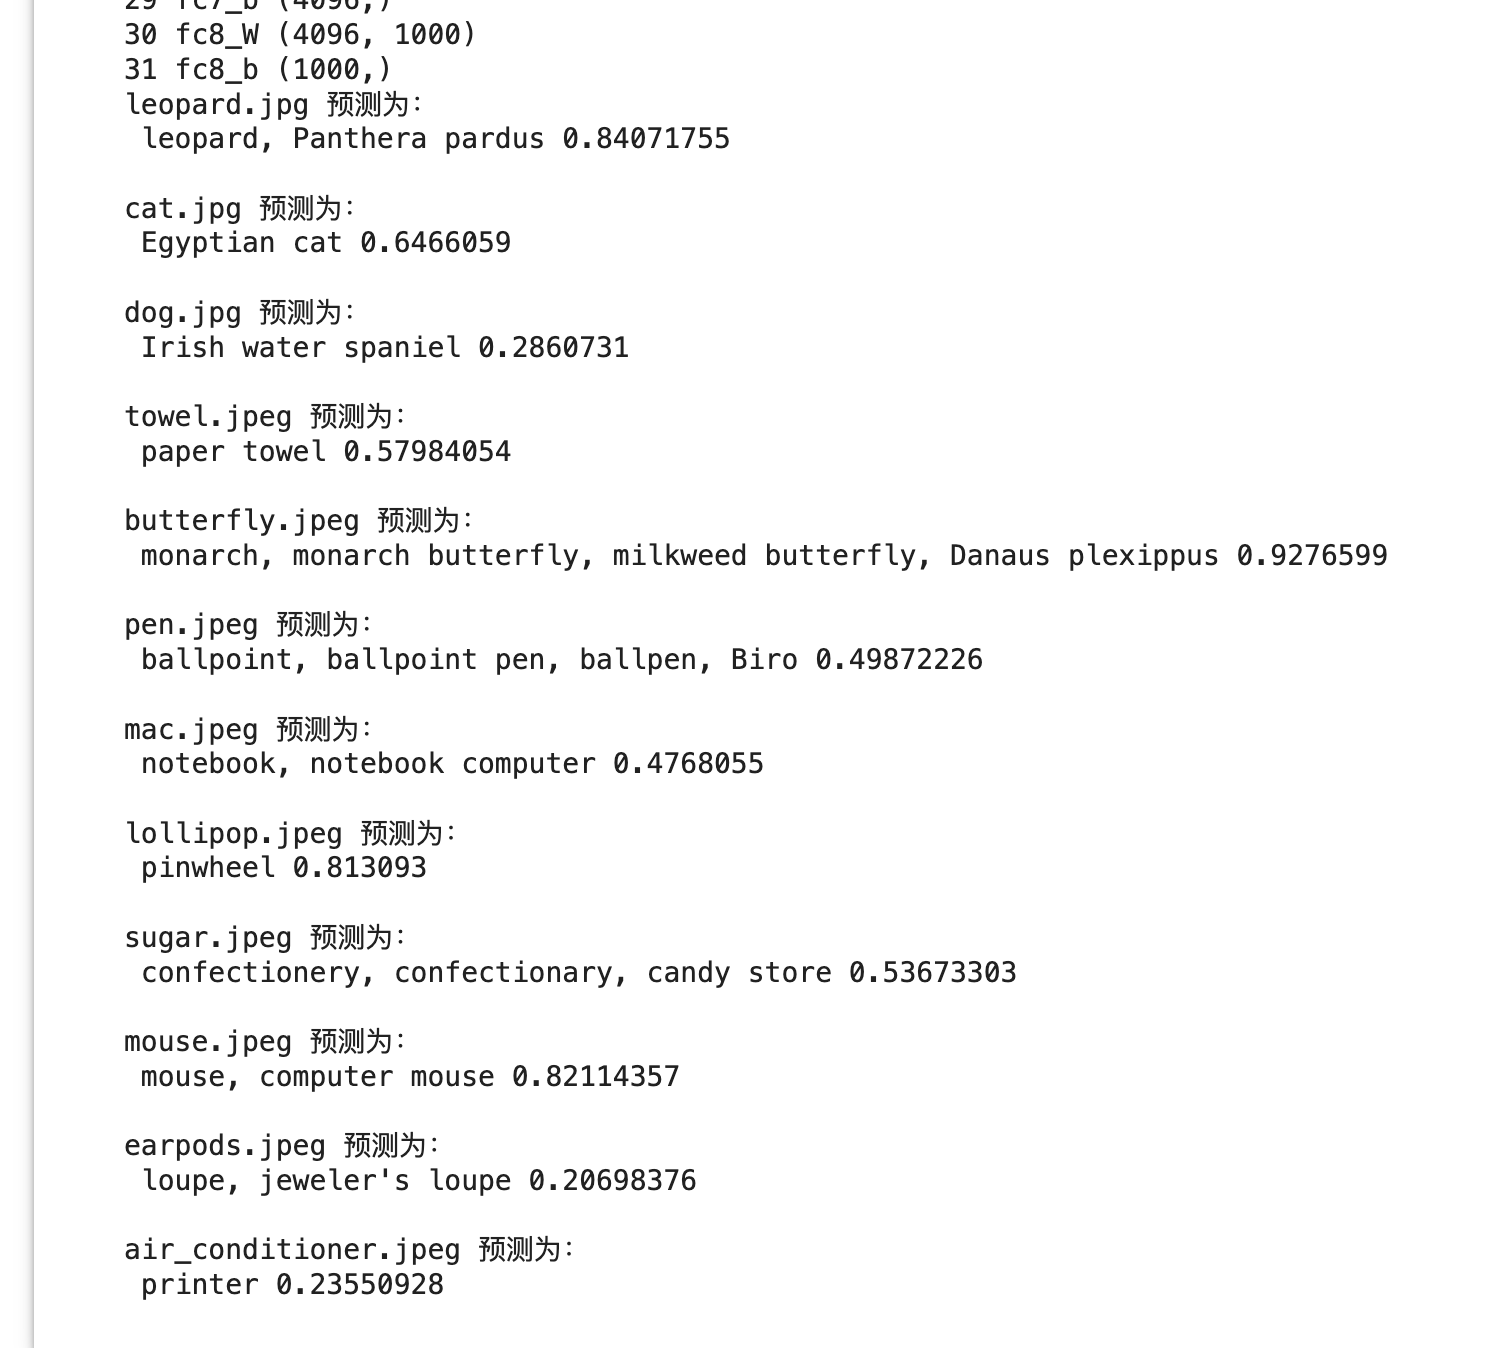 29 fc7_b (4096,)
30 fc8_W (4096, 1000)
31 fc8_b (1000,)
leopard.jpg 预测为:
leopard, Panthera pardus 0.84071755
cat.jpg 预测为:
Egyptian cat 0.6466059
dog.jpg 预测为:
Irish water spaniel 0.2860731
towel.jpeg 预测为:
paper towel 0.57984054
butterfly.jpeg 预测为:
monarch, monarch butterfly, milkweed butterfly, Danaus plexippus 0.9276599
pen.jpeg 预测为:
ballpoint, ballpoint pen, ballpen, Biro 0.49872226
mac.jpeg 预测为:
notebook, notebook computer 0.4768055
lollipop.jpeg 预测为:
pinwheel 0.813093
sugar.jpeg 预测为:
confectionery, confectionary, candy store 0.53673303
mouse.jpeg 预测为:
mouse, computer mouse 0.82114357
earpods.jpeg 预测为:
loupe, jeweler's loupe 0.20698376
air_conditioner.jpeg 预测为:
printer 0.23550928